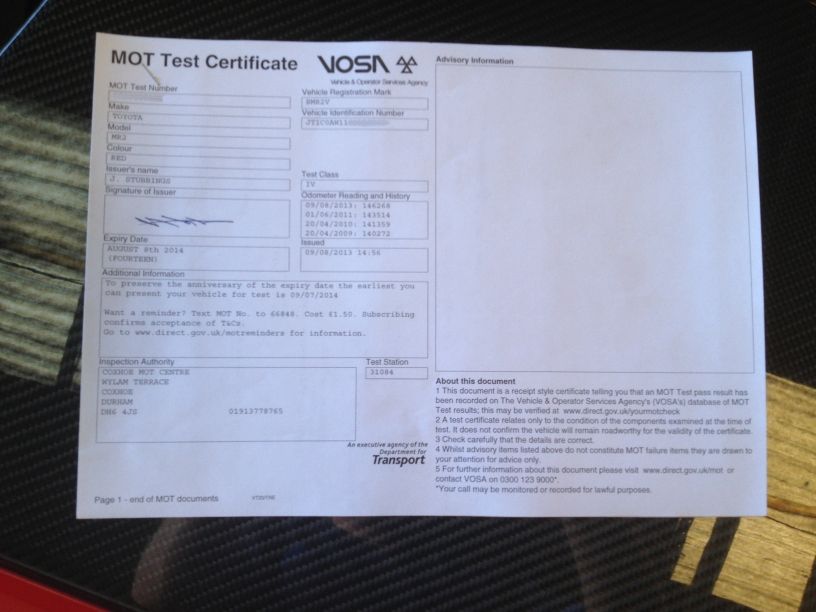 MOT Test Certificate
VOSA
Vehicle & Operator Services Agency
MOT Test Number
Make
TOYOTA
Model
MR2
Colour
RED
Issuer's name
J. STUBBINGS
Signature of Issuer
Expiry Date
AUGUST 8th 2014
(FOURTEEN)
Vehicle Registration Mark
Vehicle Identification Number
Test Class
IV
Odometer Reading and History
09/08/2013: 146268
01/06/2011: 143514
20/04/2010: 141359
20/04/2009: 140272
Issued
09/08/2013 14:56
Additional Information
To preserve the anniversary of the expiry date the earliest you
can present your vehicle for test is 09/07/2014
Want a reminder? Text MOT No. to 66848. Cost £1.50. Subscribing
confirms acceptance of T&Cs.
Go to www.direct.gov.uk/motreminders for information.
Inspection Authority
COXHOE MOT CENTRE
WYLAM TERRACE
COXHOE
DURHAM
DH6 4JS 01913778765
Test Station
31084
An executive agency of the
Department for
Transport
Page 1 - end of MOT documents
Advisory Information
About this document
1 This document is a receipt style certificate telling you that an MOT Test pass result has
been recorded on The Vehicle & Operator Services Agency's (VOSA's) database of MOT
Test results; this may be verified at www.direct.gov.uk/yourmotcheck
2 A test certificate relates only to the condition of the components examined at the time of
test. It does not confirm the vehicle will remain roadworthy for the validity of the certificate.
3 Check carefully that the details are correct.
4 Whilst advisory items listed above do not constitute MOT failure items they are drawn to
your attention for advice only.
5 For further information about this document please visit www.direct.gov.uk/mot or
contact VOSA on 0300 123 9000*.
*Your call may be monitored or recorded for lawful purposes.